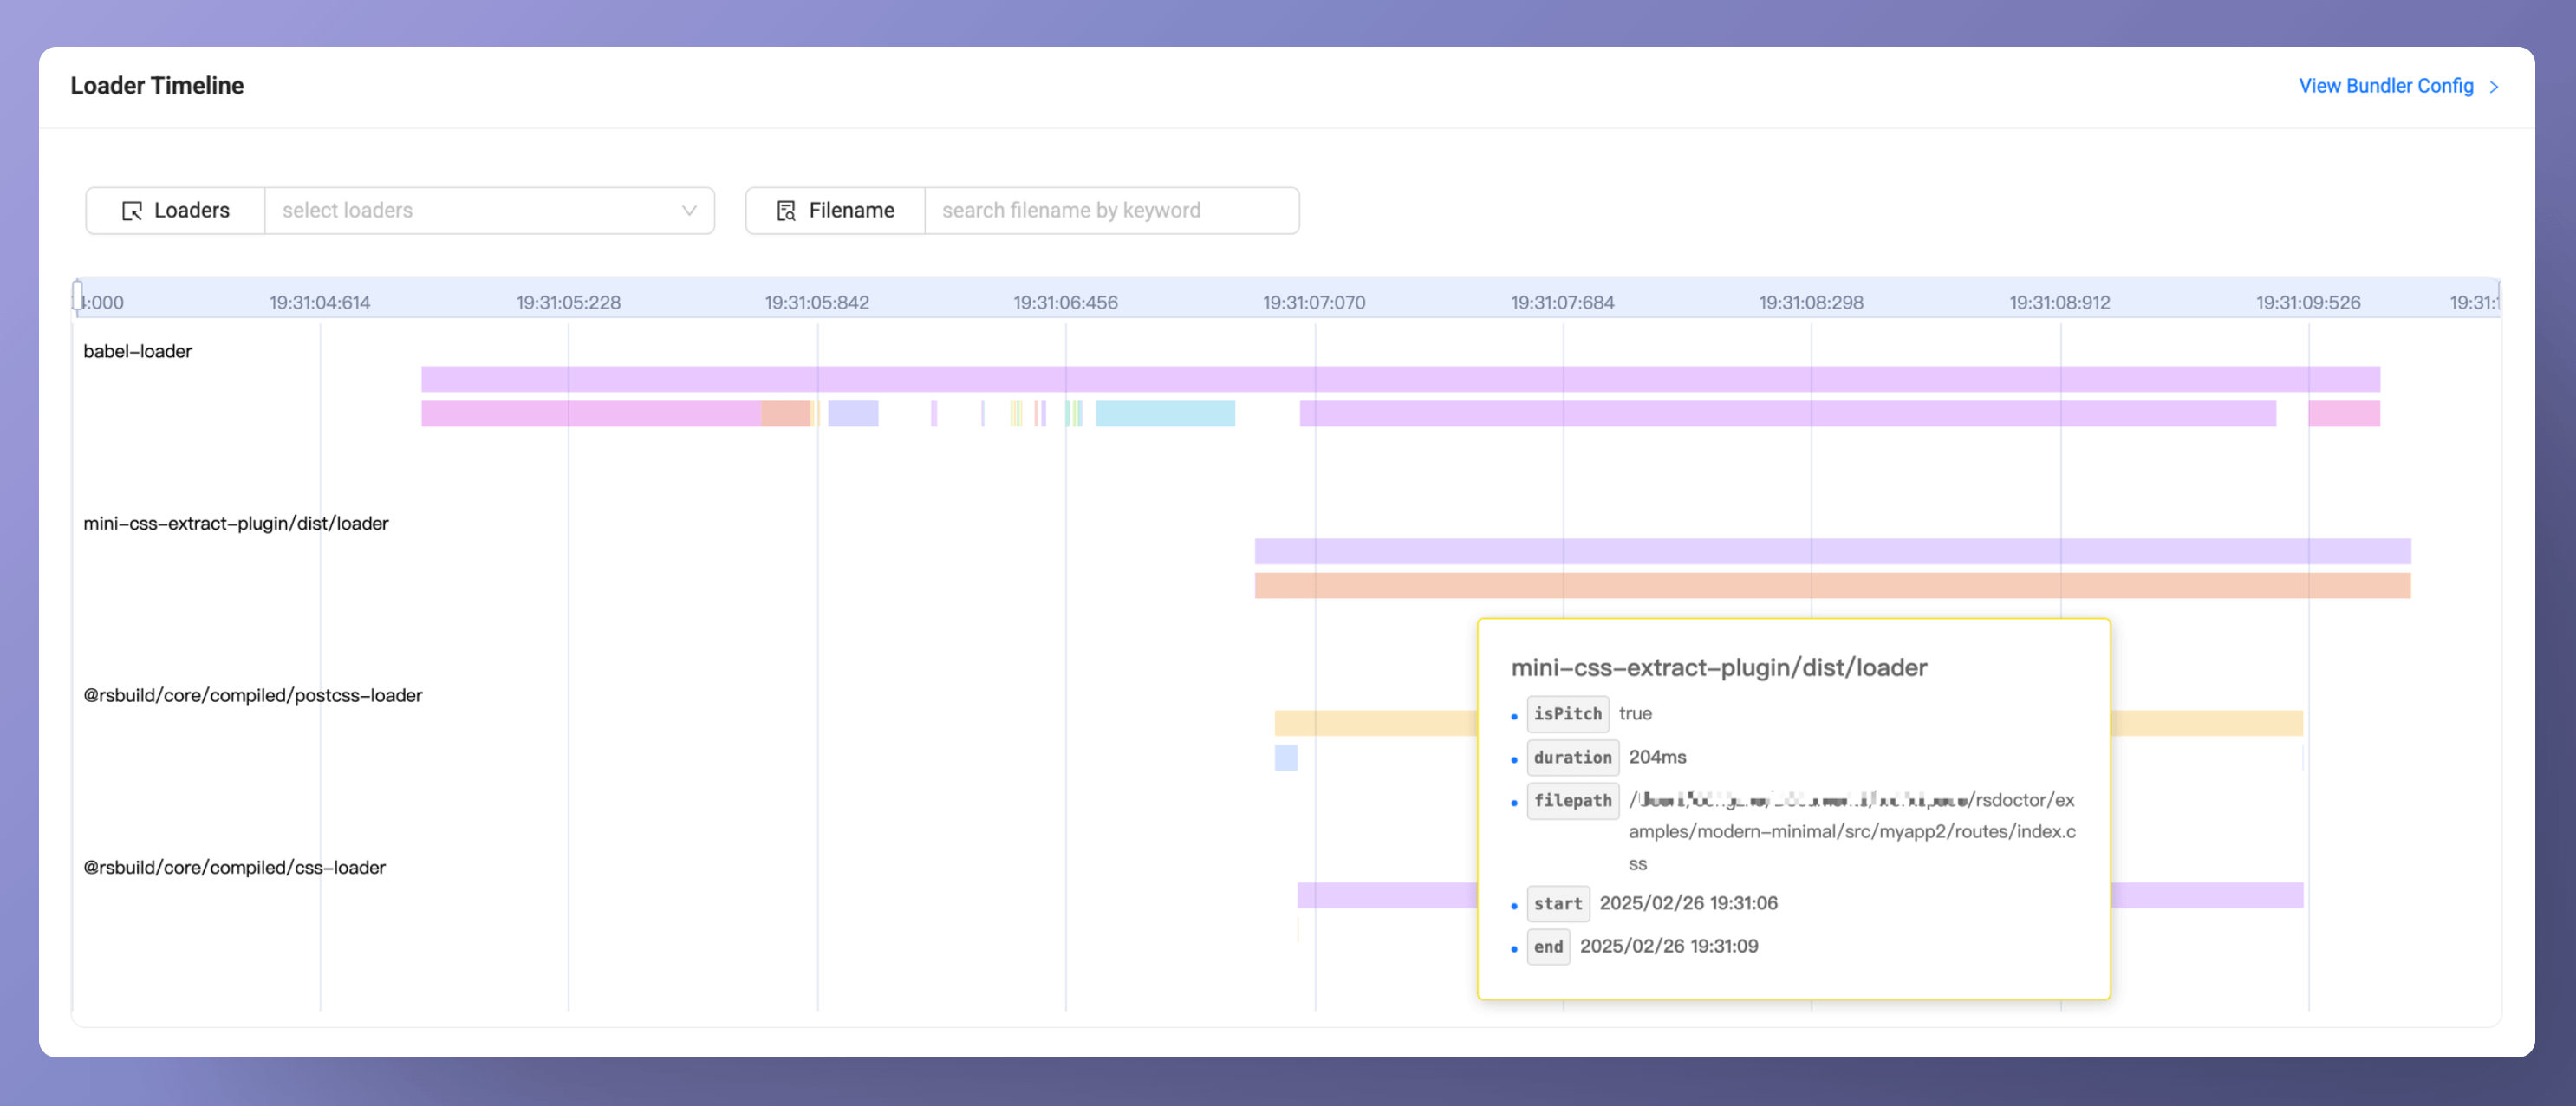 Loader Timeline
View Bundler Config
Loaders
select loaders
Filename
search filename by keyword
:000 19:31:04:614 19:31:05:228 19:31:05:842 19:31:06:456 19:31:07:070 19:31:07:684 19:31:08:298 19:31:08:912 19:31:09:526 19:31:
babel-loader
mini-css-extract-plugin/dist/loader
@rsbuild/core/compiled/postcss-loader
@rsbuild/core/compiled/css-loader
mini-css-extract-plugin/dist/loader
isPitch true
duration 204ms
filepath /rsdoctor/ex
amples/modern-minimal/src/myapp2/routes/index.c
ss
start 2025/02/26 19:31:06
end 2025/02/26 19:31:09